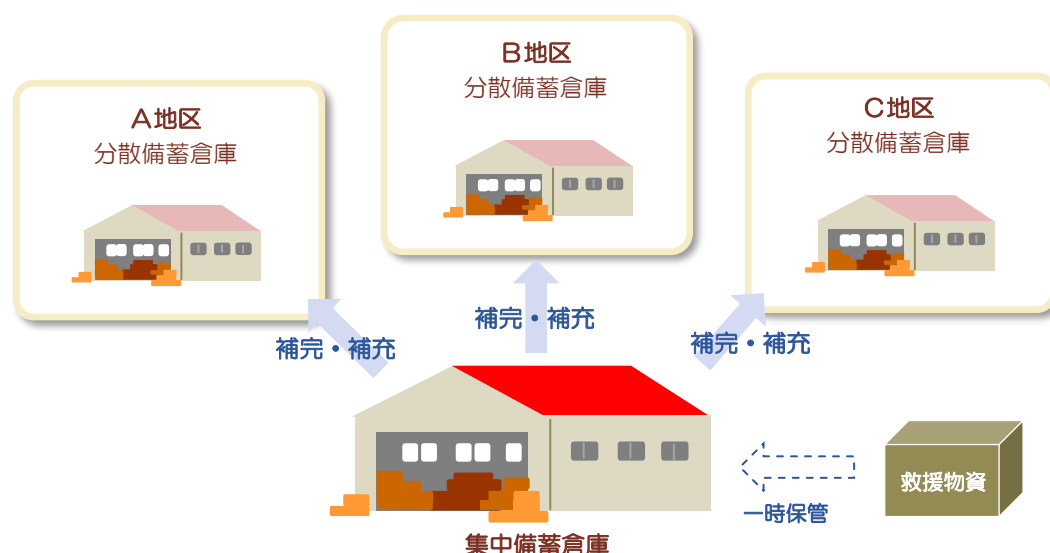 B地区
分散備蓄倉庫
A地区
分散備蓄倉庫
C地区
分散備蓄倉庫
補完・補充
補完・補充
補完・補充
救援物資
一時保管
集中備蓄倉庫